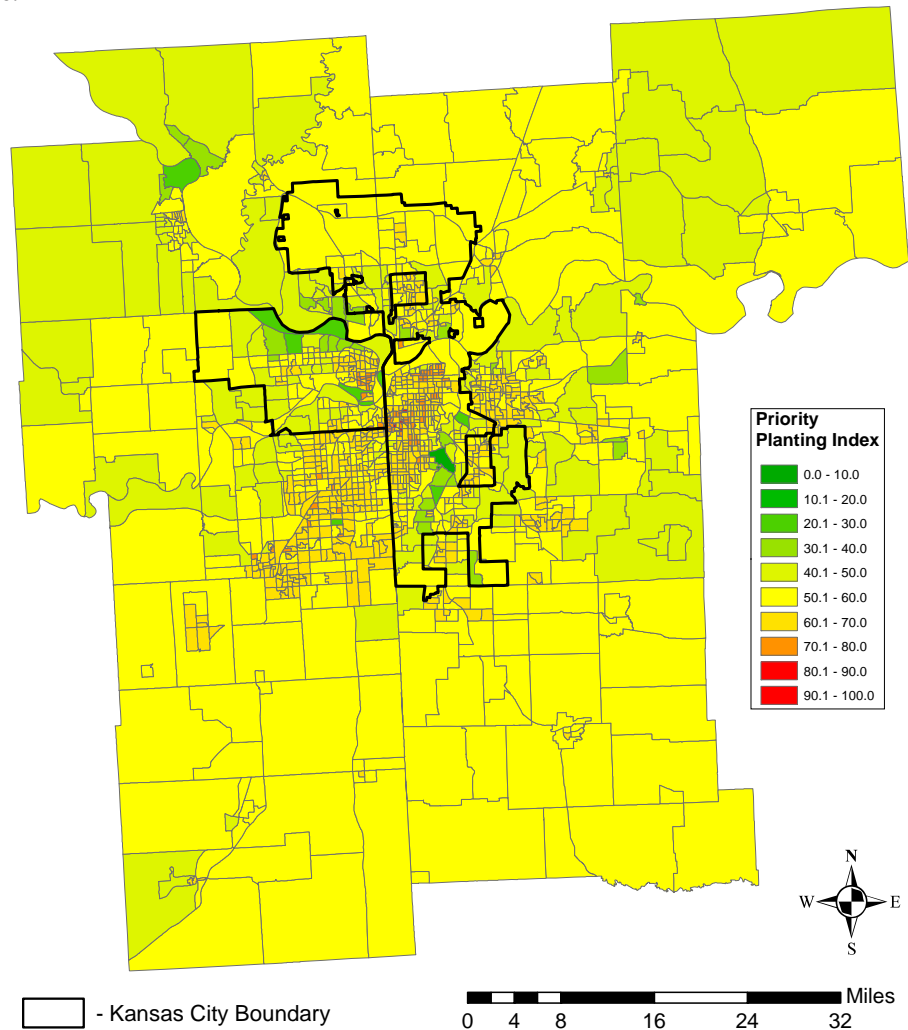 Priority
Planting Index
0.0 - 10.0
10.1 - 20.0
20.1 - 30.0
30.1 - 40.0
40.1 - 50.0
50.1 - 60.0
60.1 - 70.0
70.1 - 80.0
80.1 - 90.0
90.1 - 100.0
N
W E
S
- Kansas City Boundary
Miles
0 4 8 16 24 32